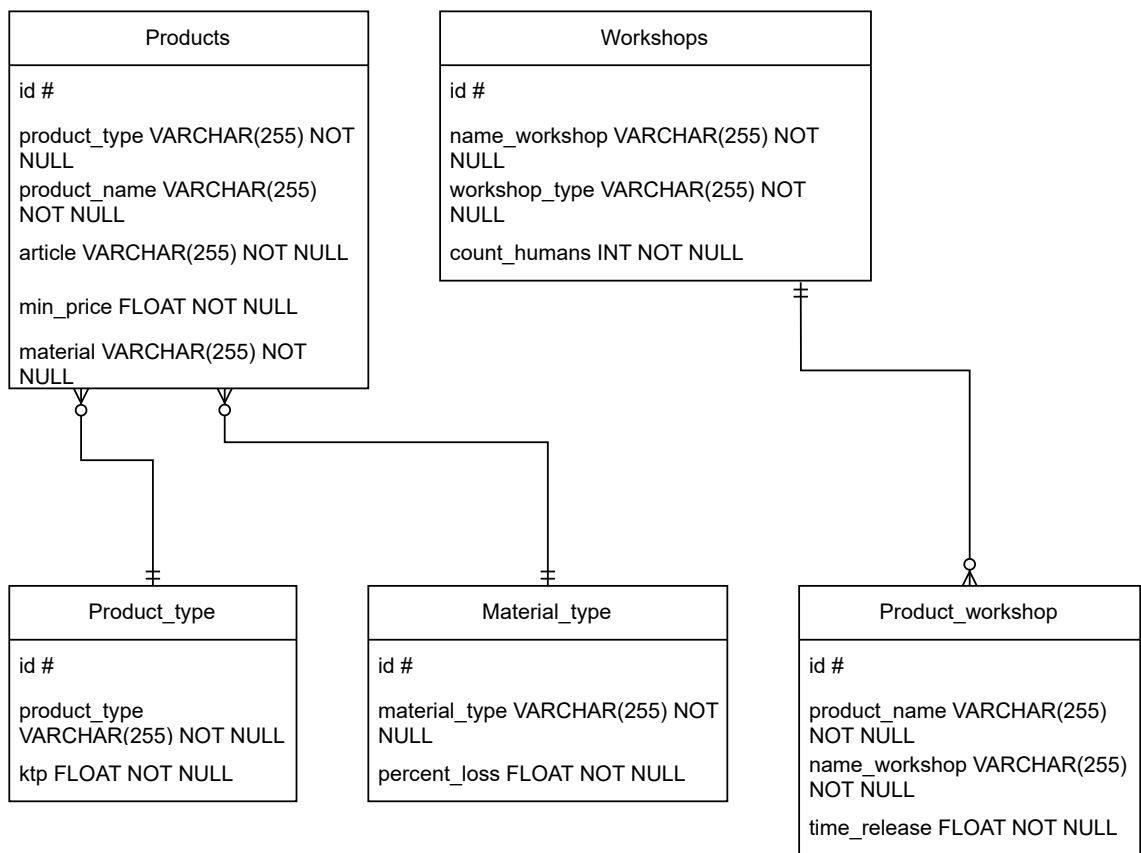 Products
id #
product_type VARCHAR(255) NOT
NULL
product_name VARCHAR(255)
NOT NULL
article VARCHAR(255) NOT NULL
min_price FLOAT NOT NULL
material VARCHAR(255) NOT
NULL
Workshops
id #
name_workshop VARCHAR(255) NOT
NULL
workshop_type VARCHAR(255) NOT
NULL
count_humans INT NOT NULL
Product_type
id #
product_type
VARCHAR(255) NOT NULL
ktp FLOAT NOT NULL
Material_type
id #
material_type VARCHAR(255) NOT
NULL
percent_loss FLOAT NOT NULL
Product_workshop
id #
product_name VARCHAR(255)
NOT NULL
name_workshop VARCHAR(255)
NOT NULL
time_release FLOAT NOT NULL